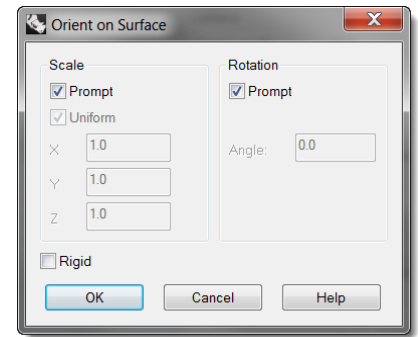 Orient on Surface
Scale
Prompt
Uniform
X 1.0
Y 1.0
Z 1.0
Rotation
Prompt
Angle: 0.0
Rigid
OK Cancel Help